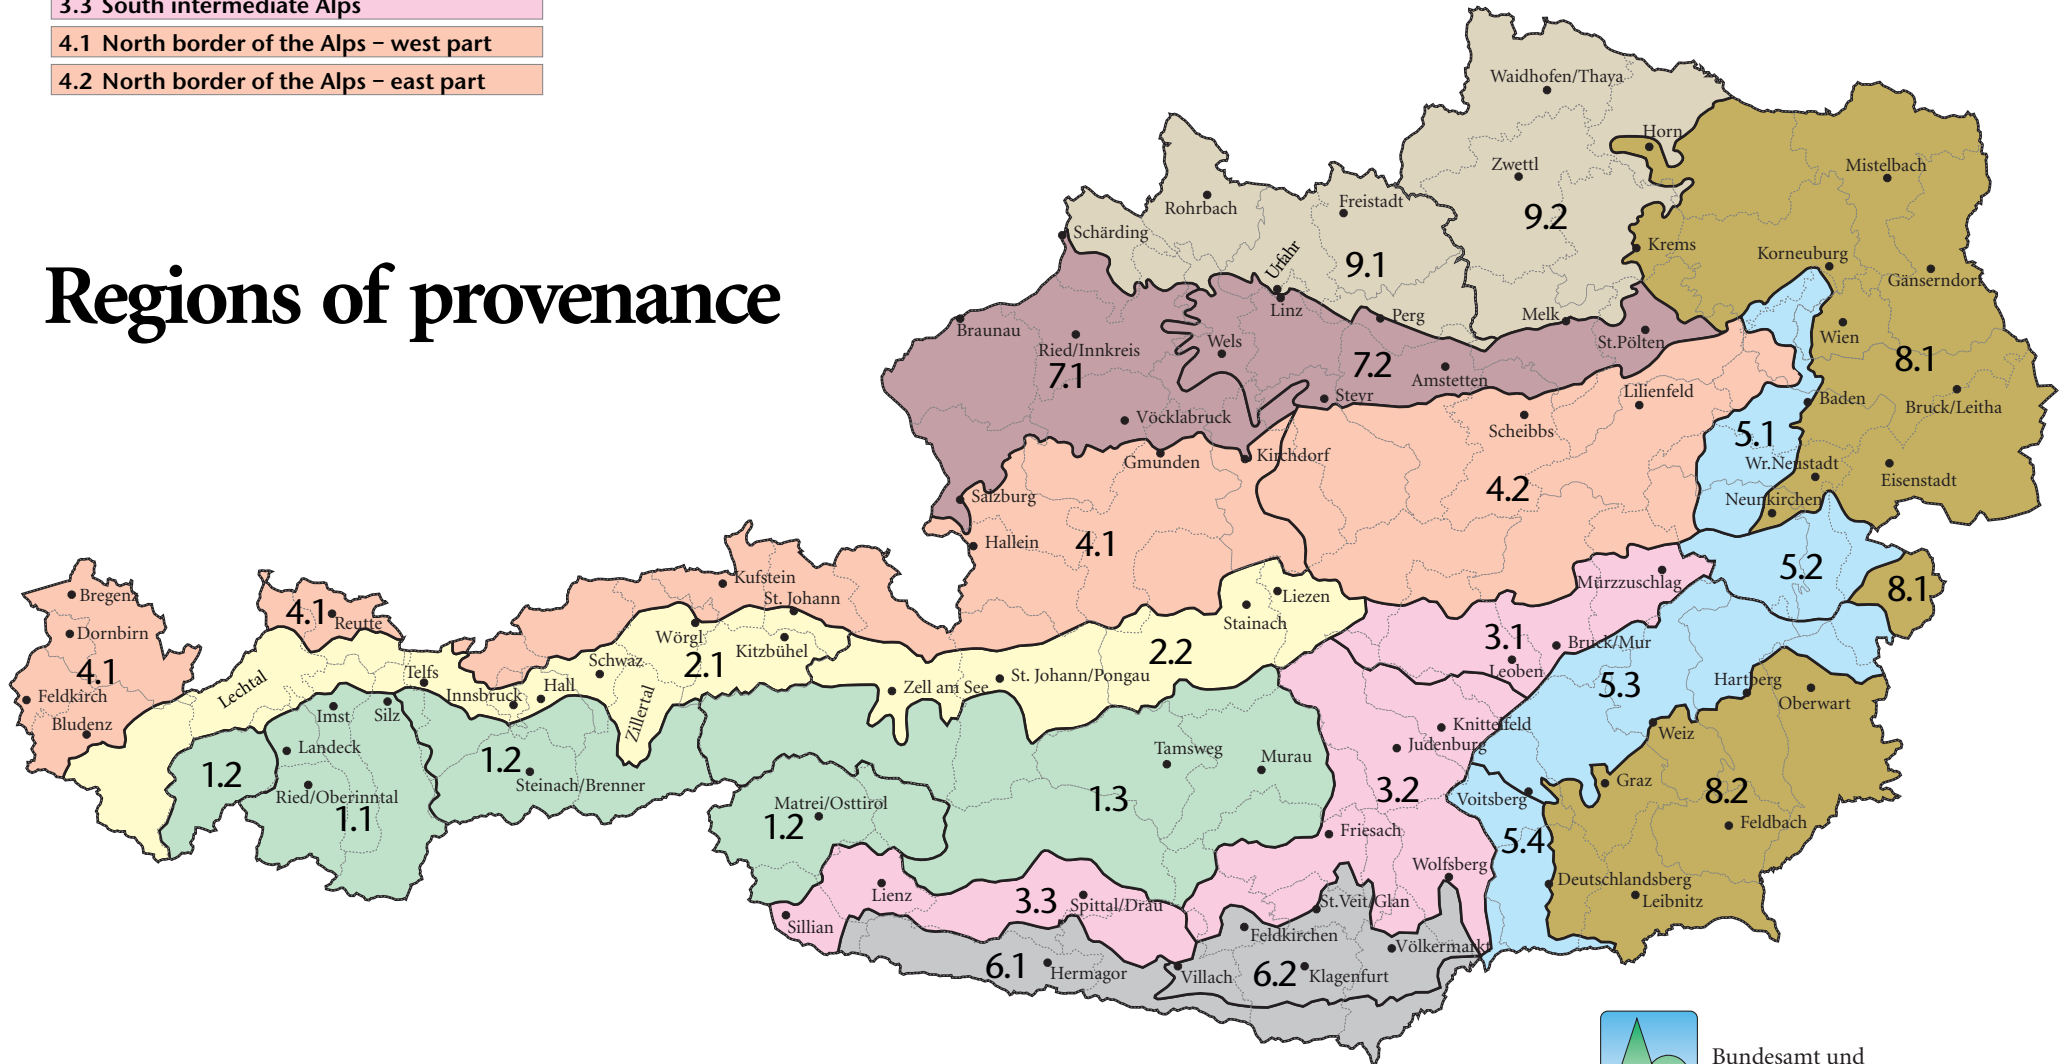 3.3 South intermediate Alps
4.1 North border of the Alps – west part
4.2 North border of the Alps – east part
Regions of provenance
Waidhofen/Thaya
Horn
Zwettl
Mistelbach
Rohrbach
Freistadt
9.2
Schärding
Krems
Urfahr
9.1
Korneuburg
Gänserndorf
Linz
Perg
Melk
Braunau
Ried/Innkreis
Wels
St.Pölten
Wien
7.1
7.2
Amstetten
8.1
Steyr
Lilienfeld
Baden
Bruck/Leitha
Vöcklabruck
Scheibbs
5.1
Gmunden
Kirchdorf
Wr.Neustadt
Eisenstadt
4.2
Salzburg
Neunkirchen
Hallein
4.1
Kufstein
Mürzzuschlag
5.2
8.1
Bregenz
St. Johann
Liezen
4.1
Reutte
Stainach
Dornbirn
Wörgl
Kitzbühel
2.2
3.1
Bruck/Mur
4.1
Schwaz
2.1
Telfs
Leoben
Lechtal
Hall
Innsbruck
Zell am See
St. Johann/Pongau
5.3
Hartberg
Feldkirch
Oberwart
Imst
Silz
Zillertal
Bludenz
Knittelfeld
Weiz
Landeck
Judenburg
Tamsweg
Murau
1.2
1.2
Steinach/Brenner
Graz
Ried/Oberinntal
1.1
Matrei/Osttirol
1.3
3.2
Voitsberg
8.2
1.2
Friesach
5.4
Feldbach
Wolfsberg
Lienz
3.3
Spittal/Drau
St.Veit/Glan
Deutschlandsberg
Leibnitz
Sillian
Feldkirchen
Völkermarkt
6.1
Hermagor
Villach
6.2
Klagenfurt
Bundesamt und